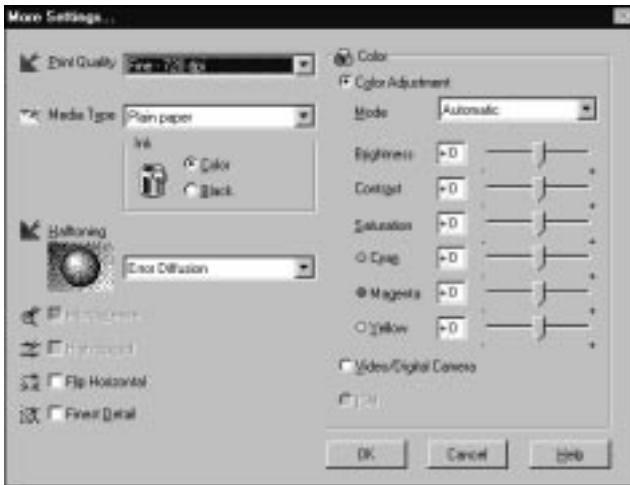 More Settings...
Print Quality Fine - 720 dpi
Media Type Plain paper
Ink
Color
Black
Halftoning
Error Diffusion
Flip Horizontal
Finest Detail
Color
Color Adjustment
Mode Automatic
Brightness +0
Contrast +0
Saturation +0
Cyan +0
Magenta +0
Yellow +0
Video/Digital Camera
OK Cancel Help